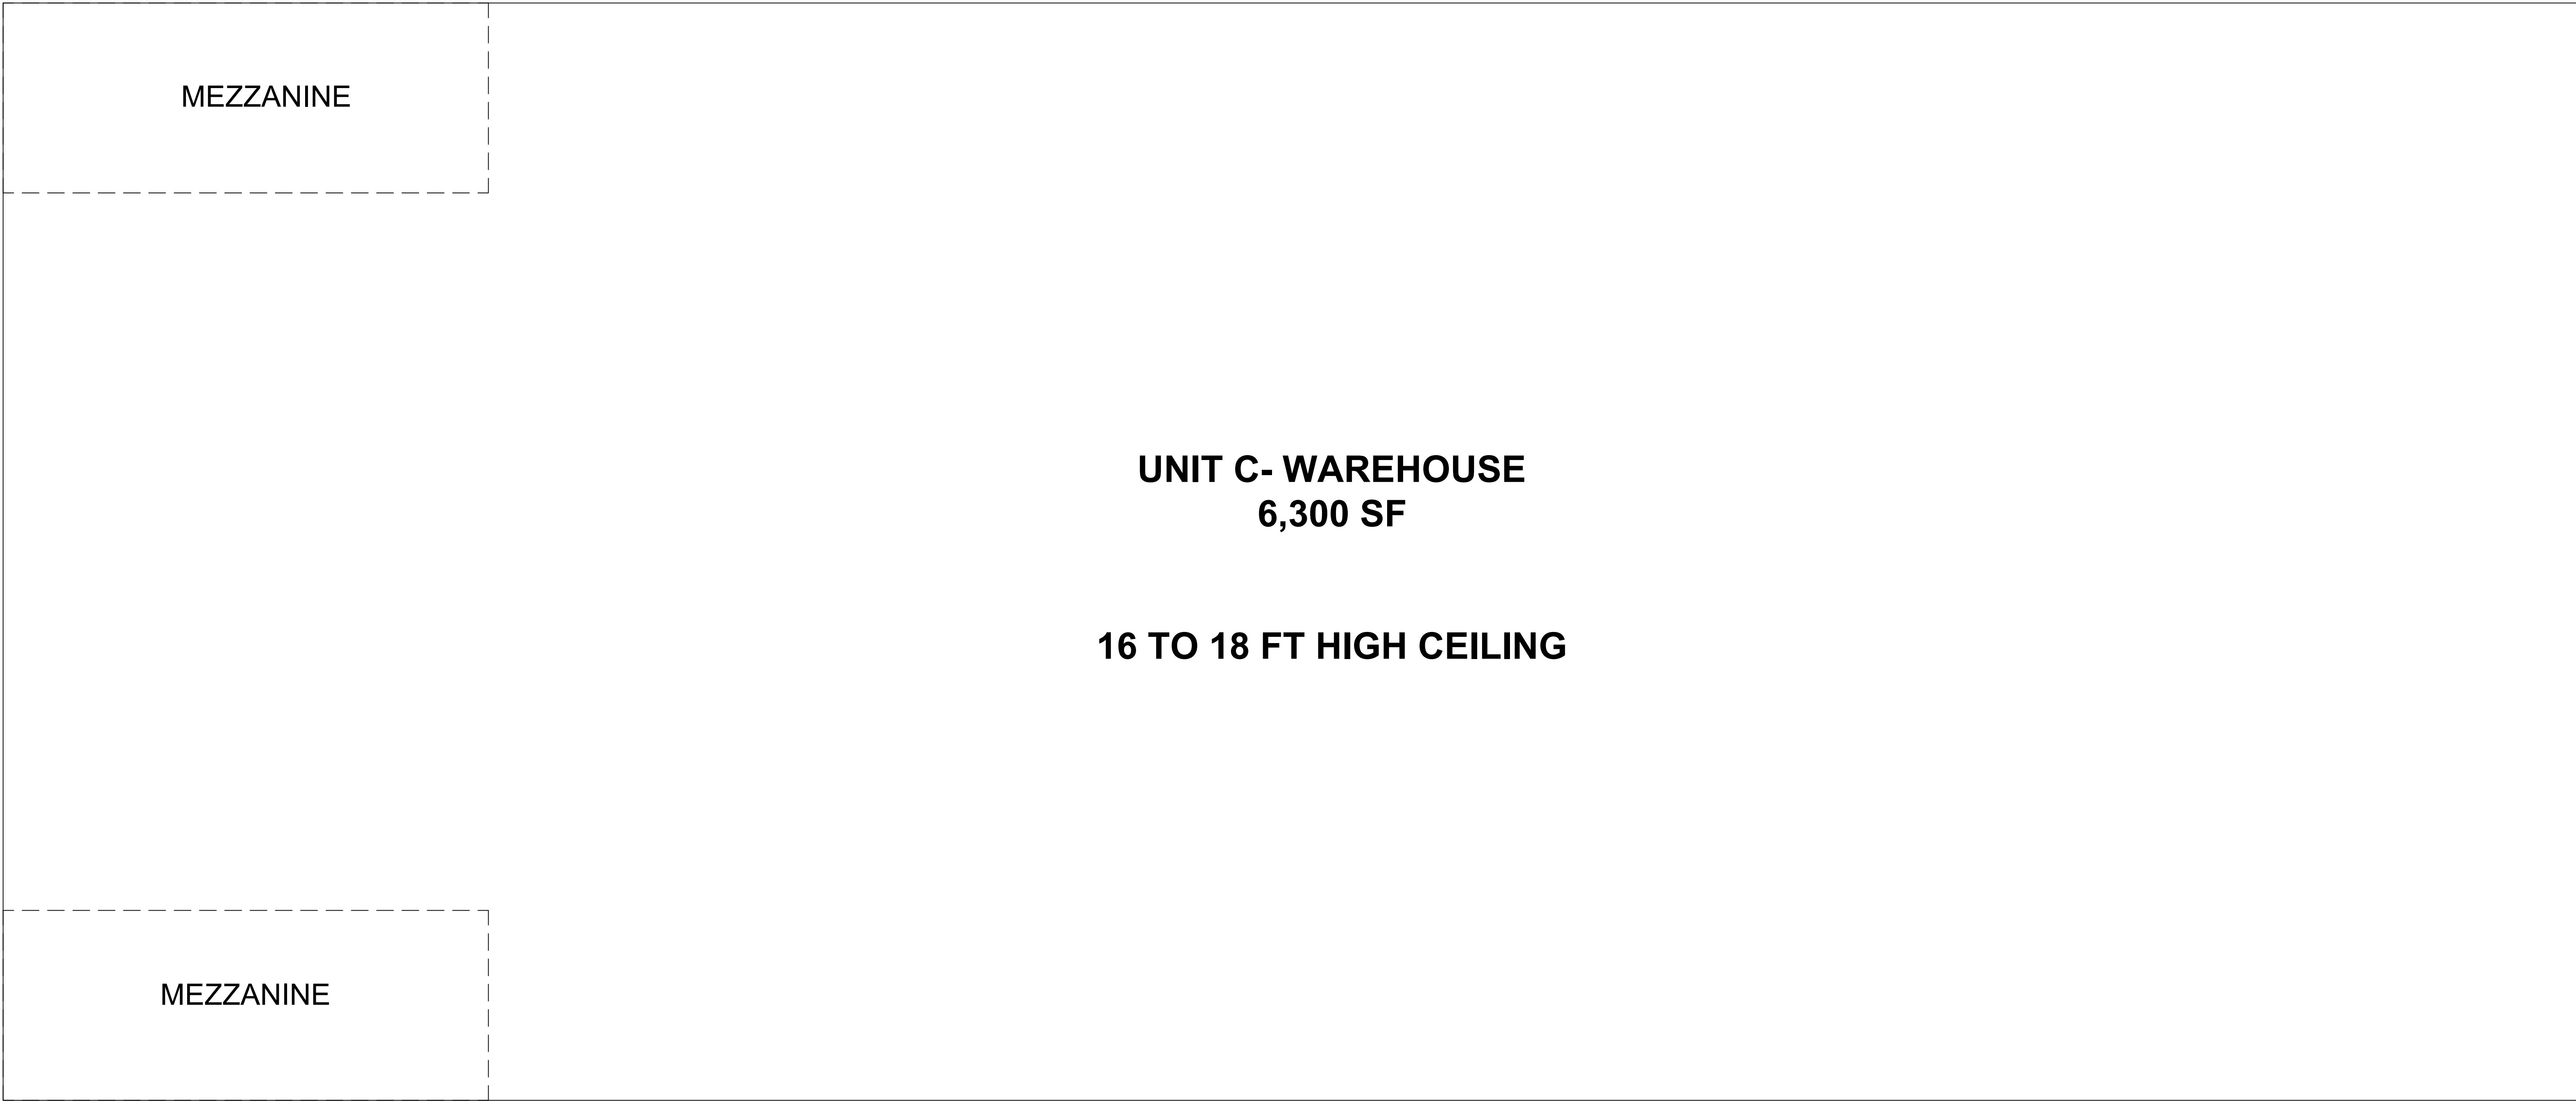 MEZZANINE
UNIT C- WAREHOUSE
6,300 SF
16 TO 18 FT HIGH CEILING
MEZZANINE